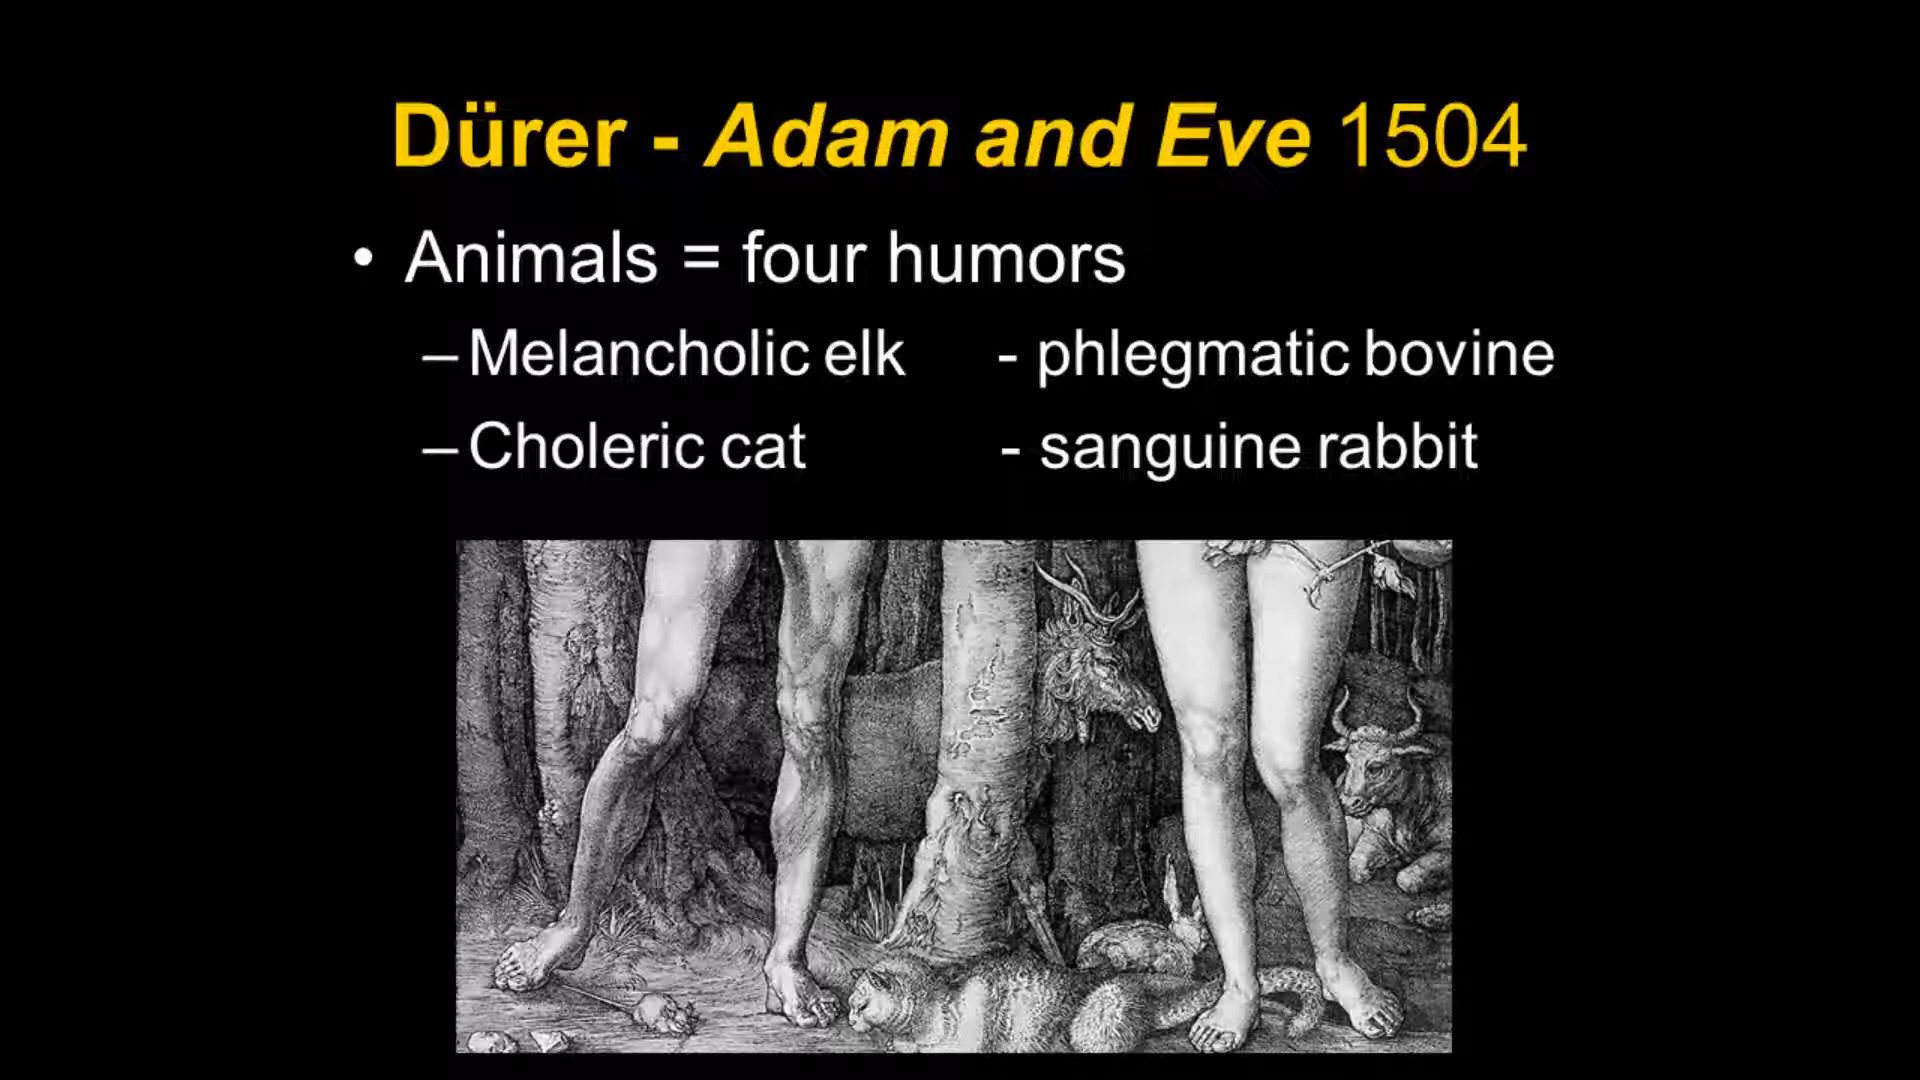 Dürer - Adam and Eve 1504
• Animals = four humors
– Melancholic elk - phlegmatic bovine
– Choleric cat - sanguine rabbit